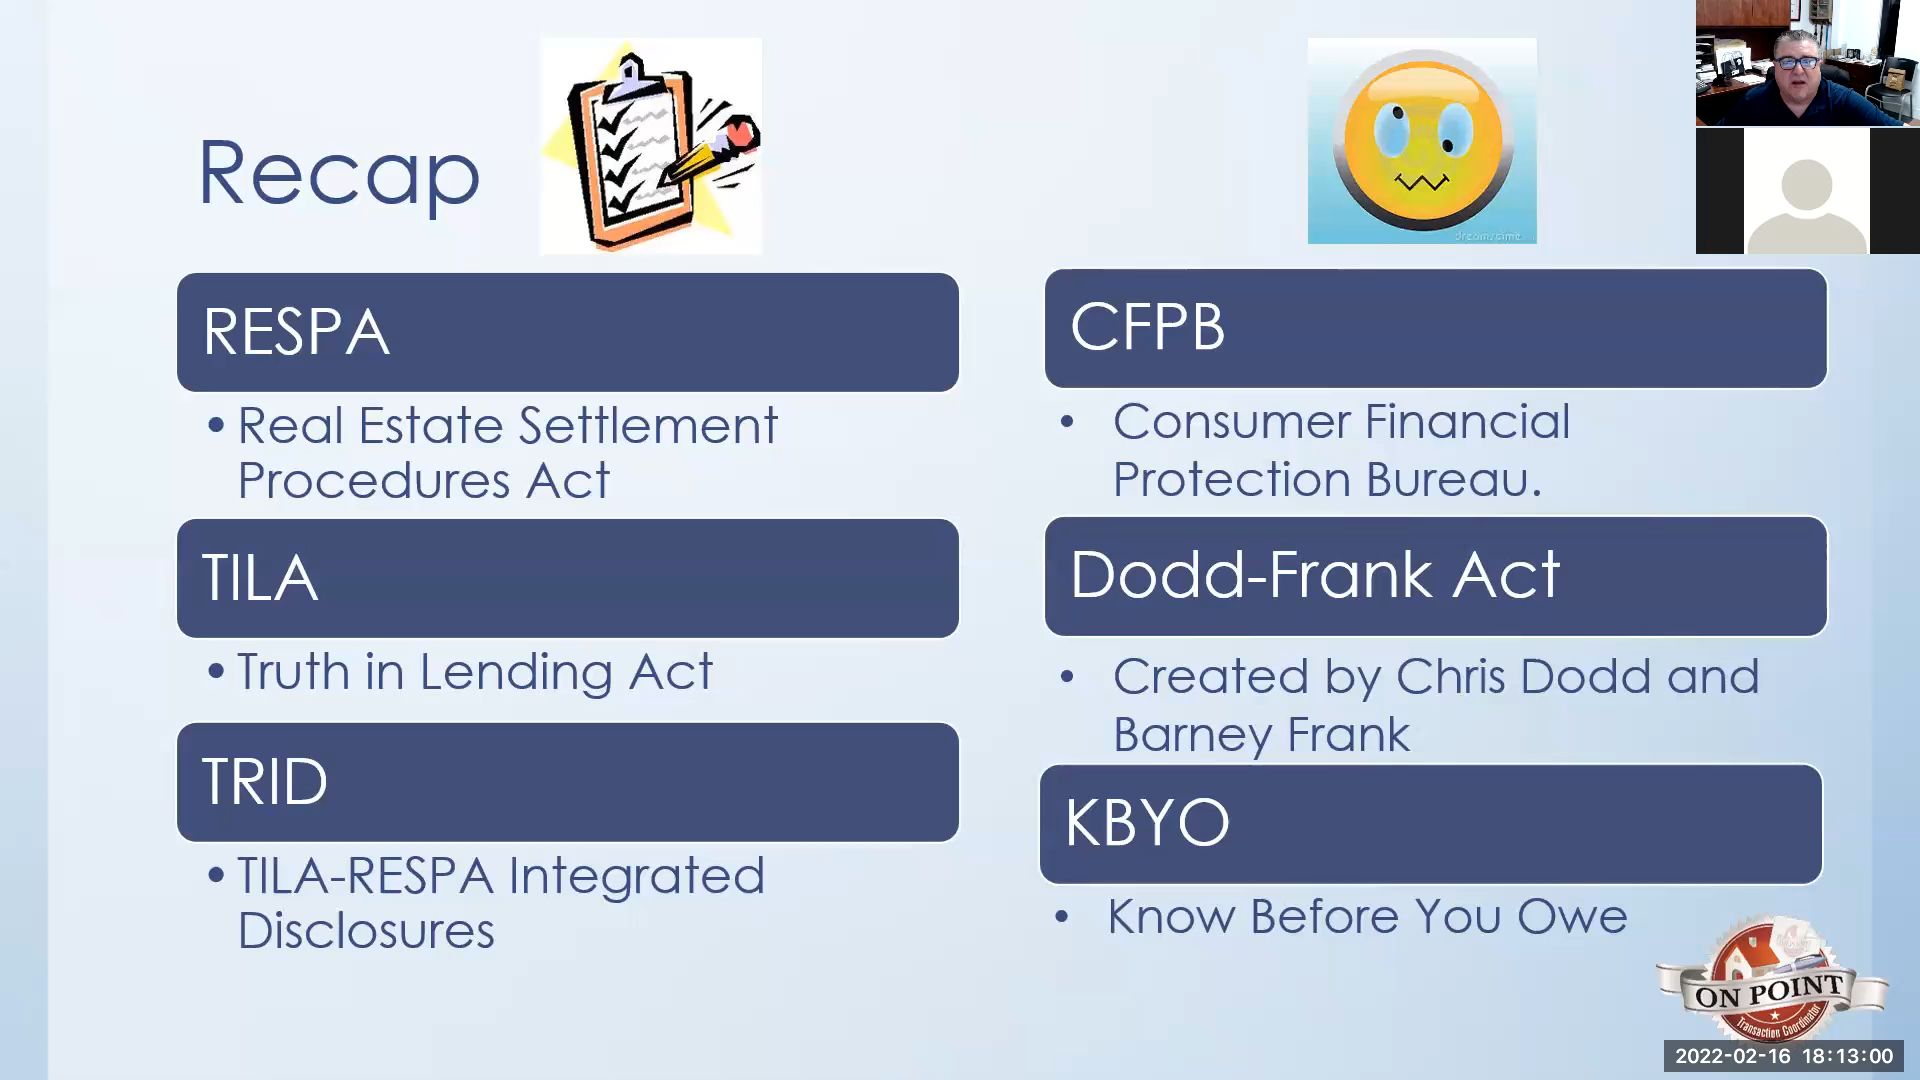 Recap
RESPA
• Real Estate Settlement
Procedures Act
TILA
• Truth in Lending Act
TRID
• TILA-RESPA Integrated
Disclosures
dreamstime
CFPB
• Consumer Financial
Protection Bureau.
Dodd-Frank Act
• Created by Chris Dodd and
Barney Frank
KBYO
• Know Before You Owe
ON POINT
Transaction Coordinator
2022-02-16 18:13:00